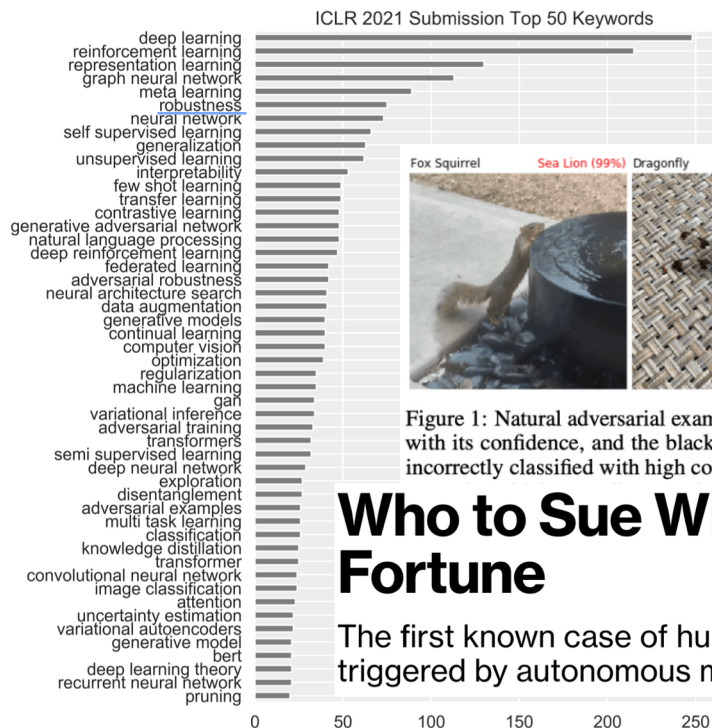 ICLR 2021 Submission Top 50 Keywords
deep learning
reinforcement learning
representation learning
graph neural network
meta learning
robustness
neural network
self supervised learning
generalization
unsupervised learning
interpretability
few shot learning
transfer learning
contrastive learning
generative adversarial network
natural language processing
deep reinforcement learning
federated learning
adversarial robustness
neural architecture search
data augmentation
generative models
continual learning
computer vision
optimization
regularization
machine learning
gan
variational inference
adversarial training
transformers
semi supervised learning
deep neural network
exploration
disentanglement
adversarial examples
multi task learning
classification
knowledge distillation
transformer
convolutional neural network
image classification
attention
uncertainty estimation
variational autoencoders
generative model
bert
deep learning theory
recurrent neural network
pruning
0 50 100 150 200 250
Fox Squirrel Sea Lion (99%) Dragonfly
Figure 1: Natural adversarial exam
with its confidence, and the black
incorrectly classified with high co
Who to Sue W
Fortune
The first known case of hu
triggered by autonomous m